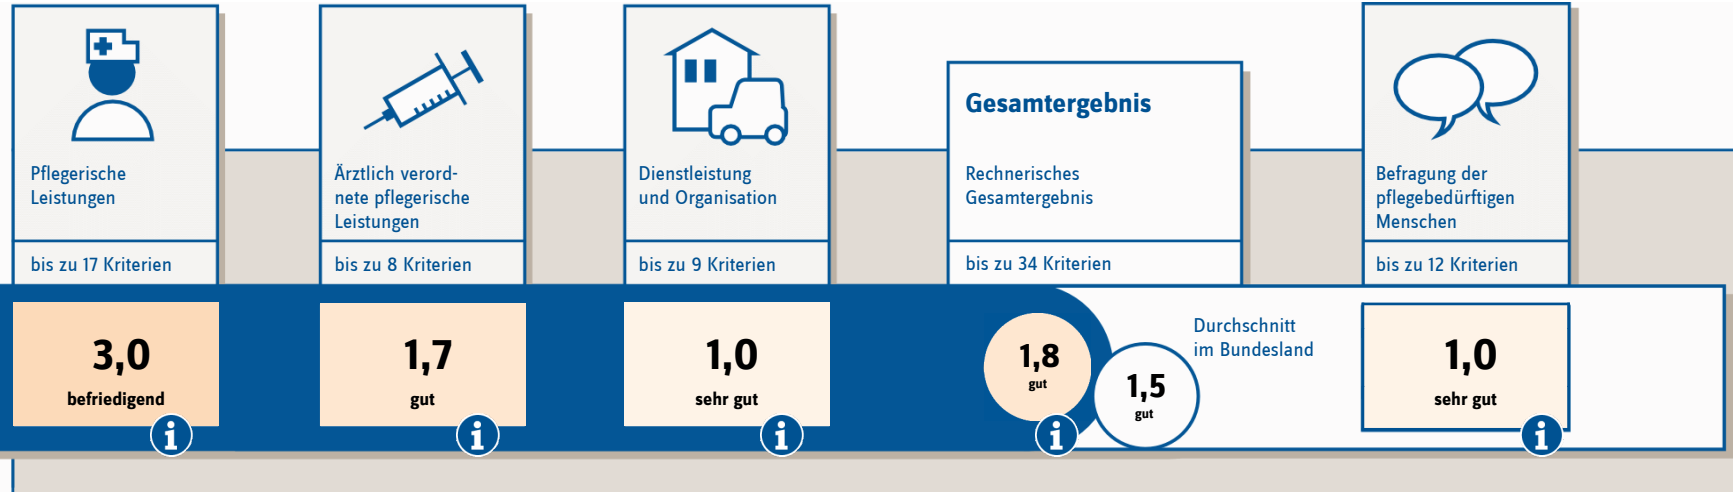 Pflegerische
Leistungen
bis zu 17 Kriterien
3,0
befriedigend
i
Ärztlich verord-
nete pflegerische
Leistungen
bis zu 8 Kriterien
1,7
gut
i
Dienstleistung
und Organisation
bis zu 9 Kriterien
1,0
sehr gut
i
Gesamtergebnis
Rechnerisches
Gesamtergebnis
bis zu 34 Kriterien
1,8
gut
i
1,5
gut
Durchschnitt
im Bundesland
Befragung der
pflegebedürftigen
Menschen
bis zu 12 Kriterien
1,0
sehr gut
i